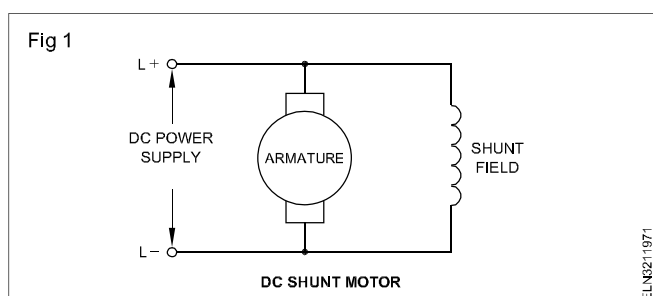 Fig 1
L+
DC POWER
SUPPLY
ARMATURE
SHUNT
FIELD
L-
DC SHUNT MOTOR
ELN3211971